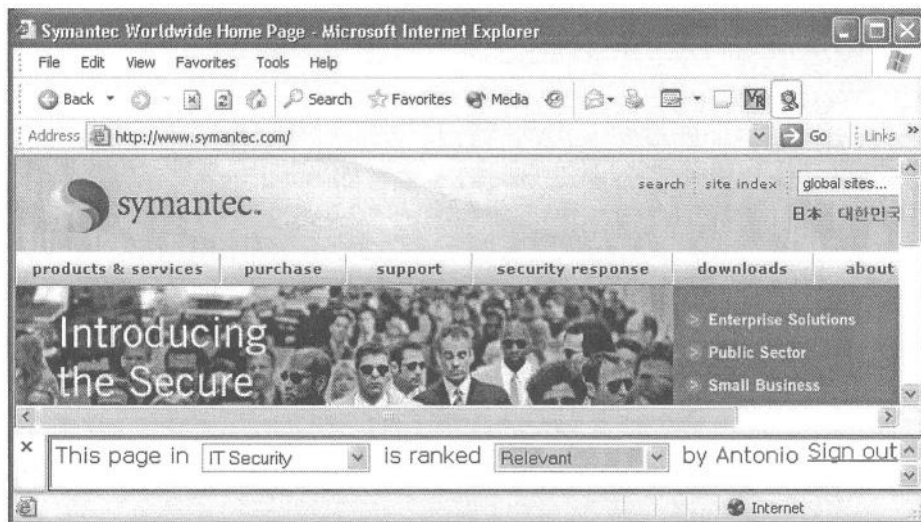 Symantec Worldwide Home Page - Microsoft Internet Explorer
File Edit View Favorites Tools Help
Back Search Favorites Media VR
Address http://www.symantec.com/ Go Links »
search site index global sites...
symantec.
日本 대한민국
products & services purchase support security response downloads about
Introducing
the Secure
> Enterprise Solutions
> Public Sector
> Small Business
This page in IT Security is ranked Relevant by Antonio Sign out
Internet